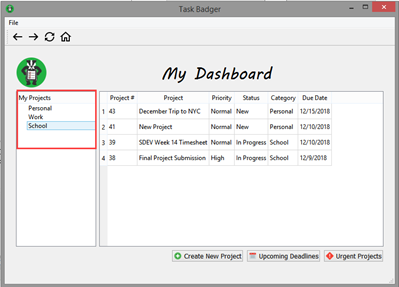 Task Badger
File
My Dashboard
My Projects
Personal
Work
School
Project # Project Priority Status Category Due Date
1 43 December Trip to NYC Normal New Personal 12/15/2018
2 41 New Project Normal New Personal 12/10/2018
3 39 SDEV Week 14 Timesheet Normal In Progress School 12/10/2018
4 38 Final Project Submission High In Progress School 12/9/2018
Create New Project Upcoming Deadlines Urgent Projects